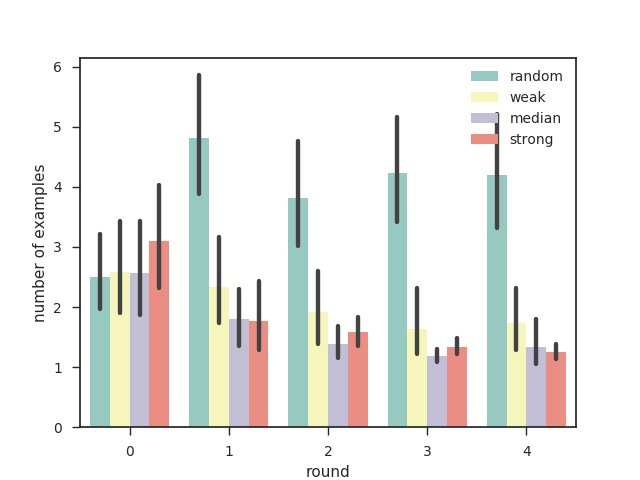 6
5
4
3
2
1
0
number of examples
random
weak
median
strong
0 1 2 3 4
round